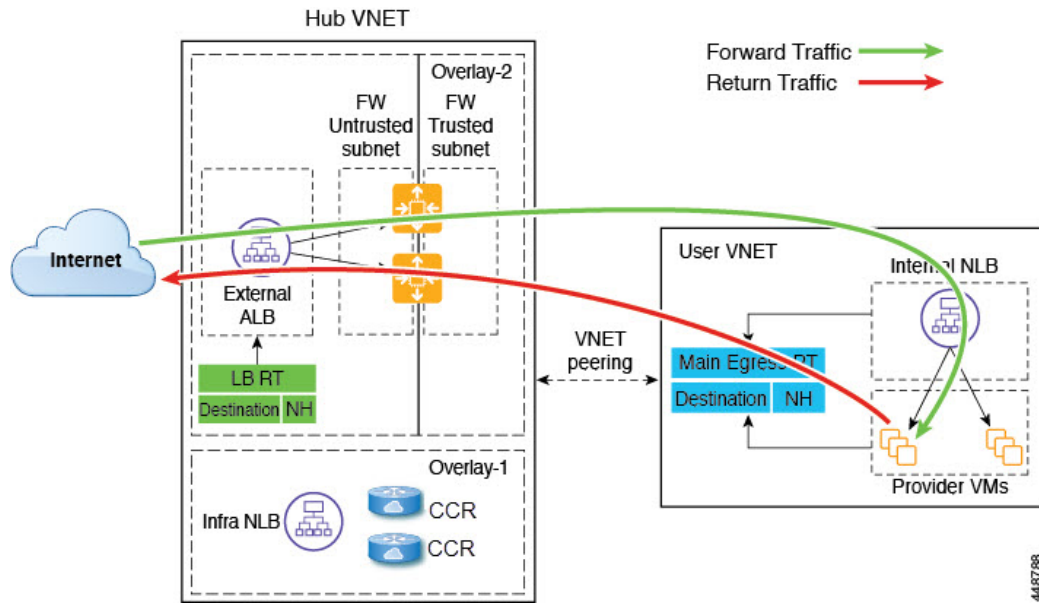 Hub VNET
Forward Traffic
Return Traffic
Overlay-2
FW
Untrusted
subnet
FW
Trusted
subnet
Internet
External
ALB
LB RT
Destination
NH
VNET
peering
User VNET
Internal NLB
Main Egress RT
Destination
NH
Provider VMs
Overlay-1
Infra NLB
CCR
CCR
448788